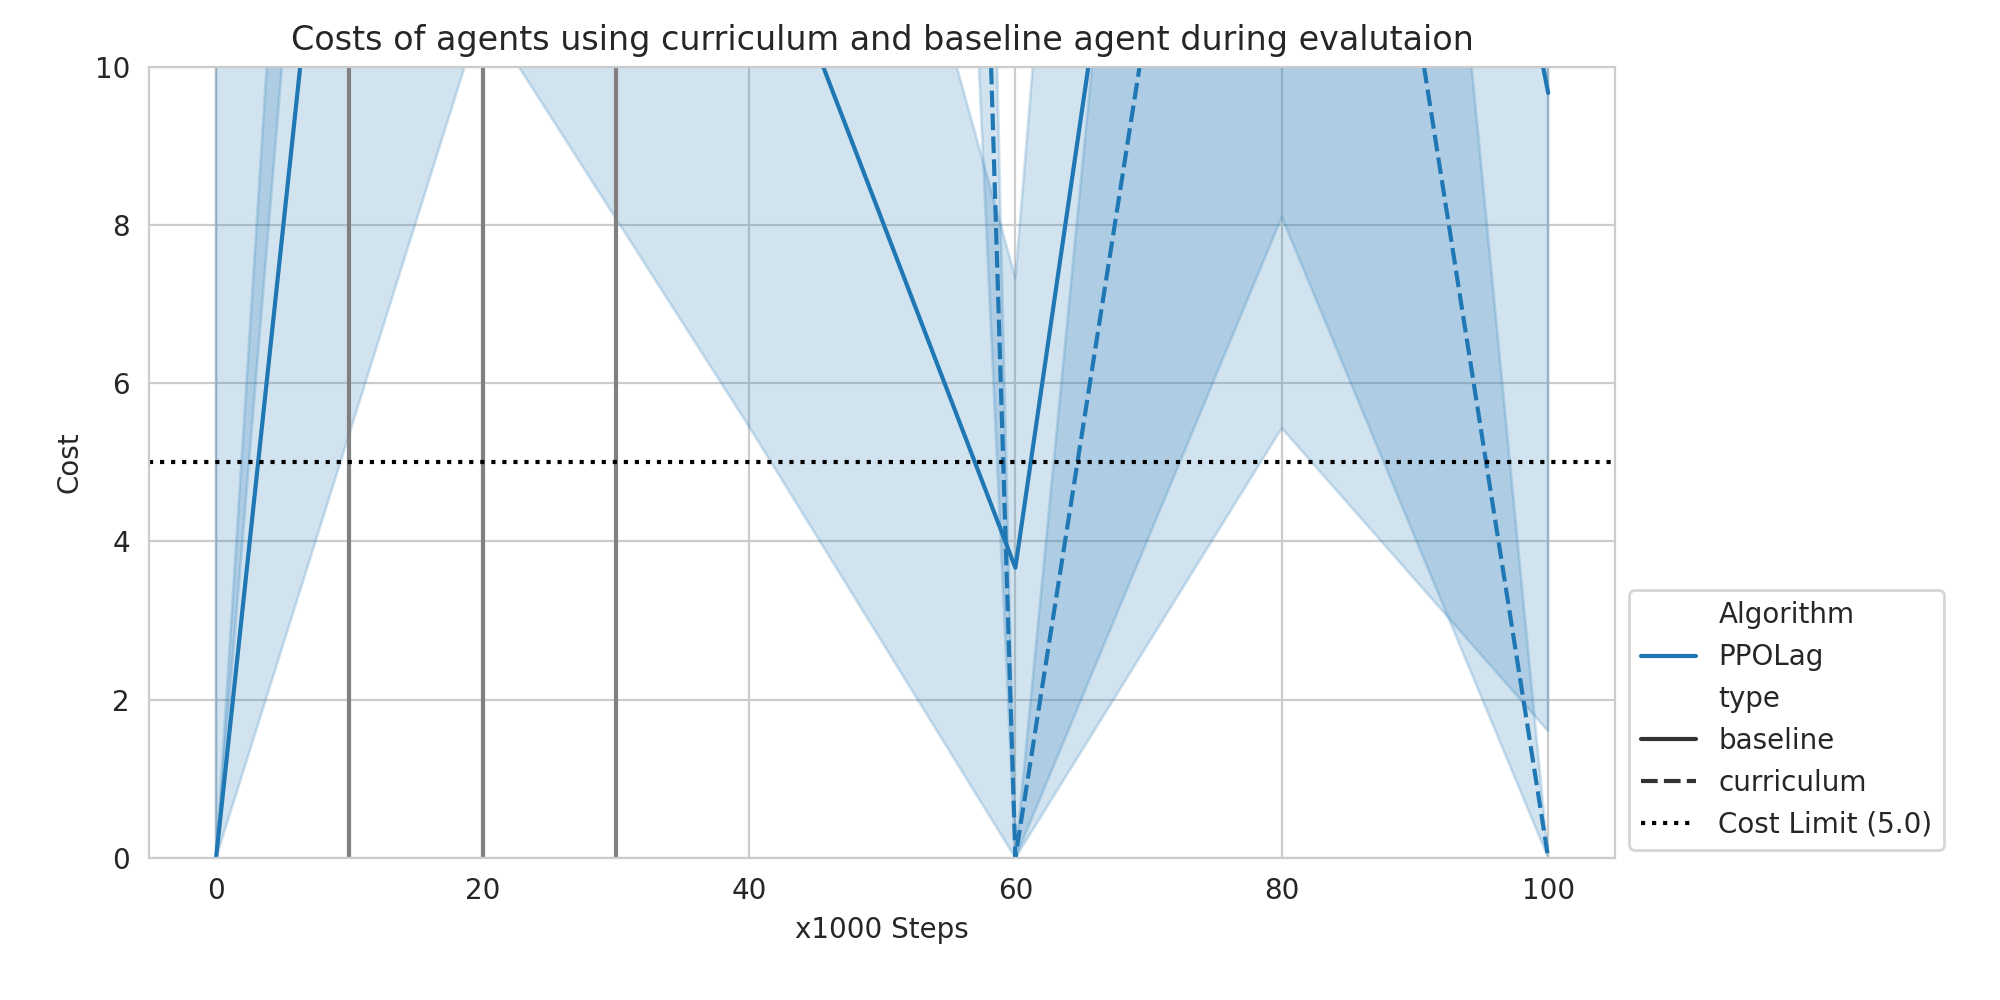 Costs of agents using curriculum and baseline agent during evalutaion
10
8
6
4
2
0
Cost
0 20 40 60 80 100
x1000 Steps
Algorithm
PPOLag
type
baseline
curriculum
Cost Limit (5.0)